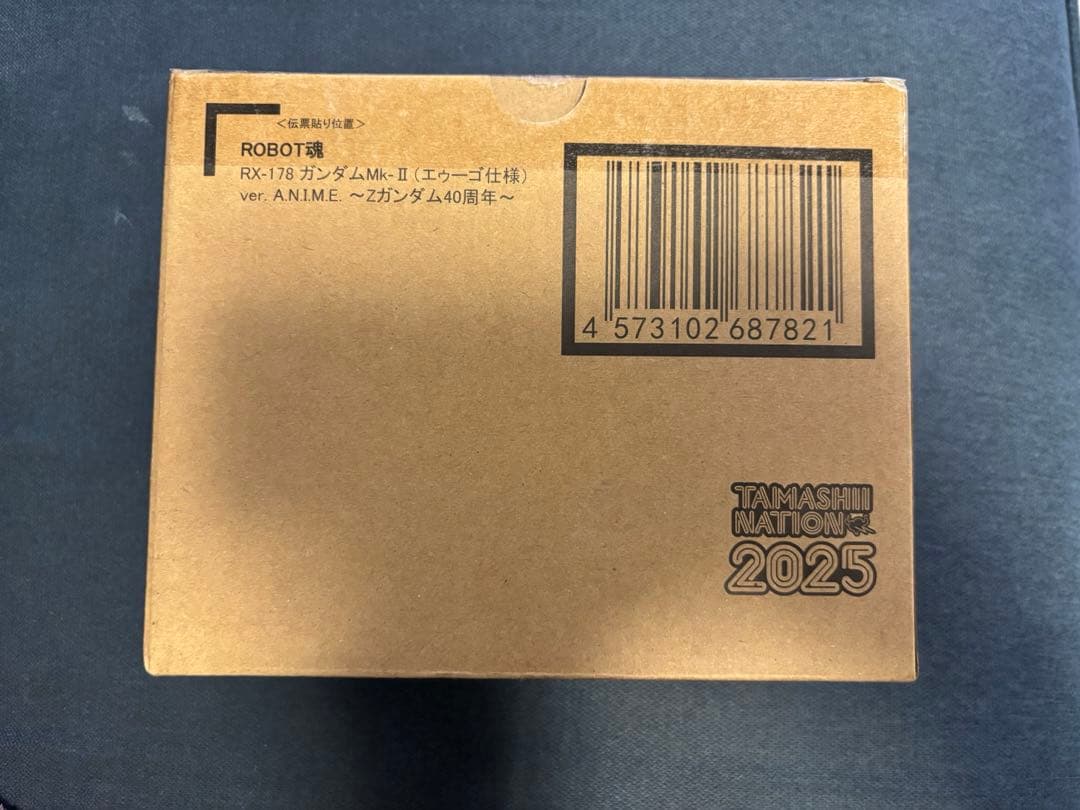 ＜伝票貼り位置＞
ROBOT魂
RX-178 ガンダムMk-Ⅱ（エゥーゴ仕様）
ver. A.N.I.M.E. ～Zガンダム40周年～
4 573102 687821
TAMASHII
NATION
2025